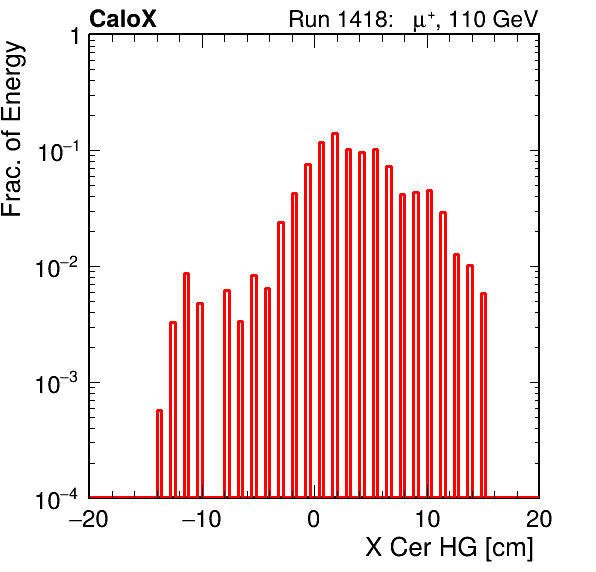 CaloX Run 1418: μ⁺, 110 GeV
Frac. of Energy
1
10⁻¹
10⁻²
10⁻³
10⁻⁴
−20 −10 0 10 20
X Cer HG [cm]